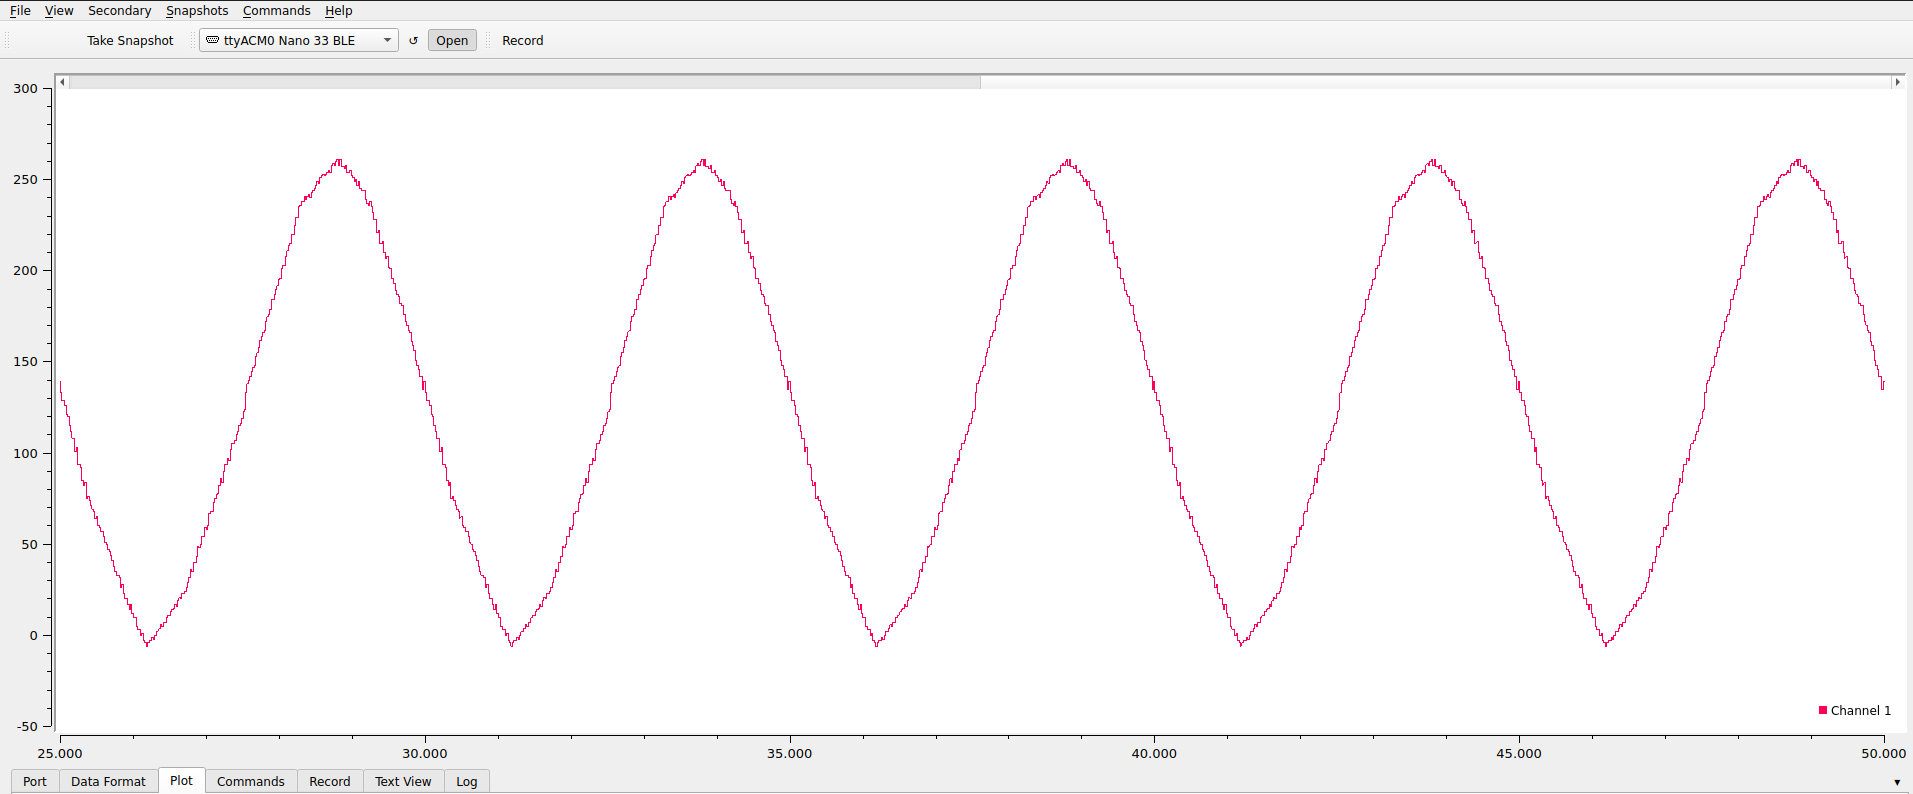 File View Secondary Snapshots Commands Help
Take Snapshot ttyACM0 Nano 33 BLE Open Record
300
250
200
150
100
50
0
-50
Channel 1
25.000 30.000 35.000 40.000 45.000 50.000
Port Data Format Plot Commands Record Text View Log